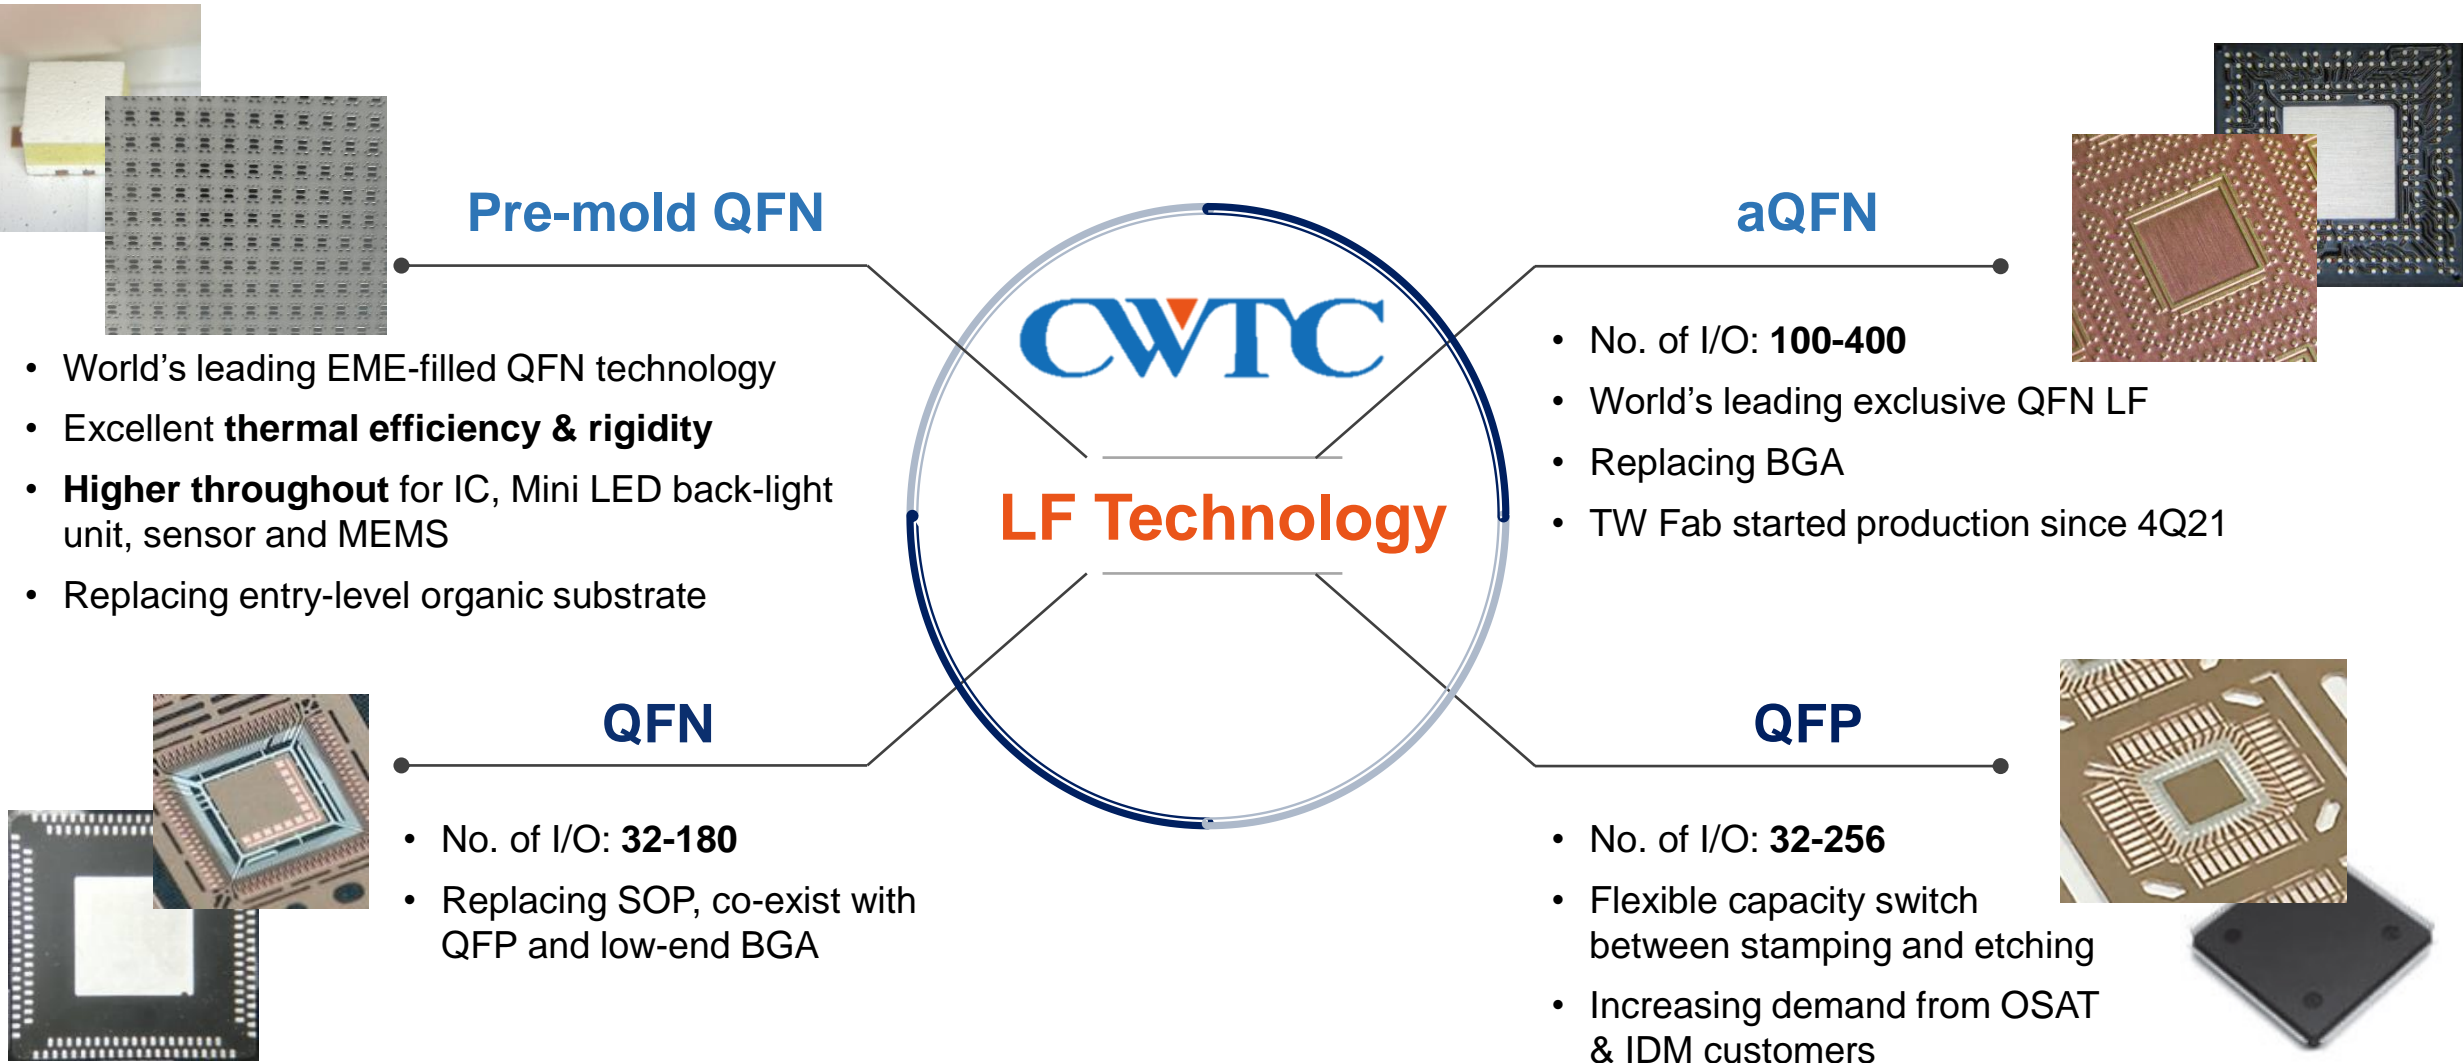 Pre-mold QFN
• World's leading EME-filled QFN technology
• Excellent thermal efficiency & rigidity
• Higher throughout for IC, Mini LED back-light
unit, sensor and MEMS
• Replacing entry-level organic substrate
aQFN
• No. of I/O: 100-400
• World's leading exclusive QFN LF
• Replacing BGA
• TW Fab started production since 4Q21
CWTC
LF Technology
QFN
• No. of I/O: 32-180
• Replacing SOP, co-exist with
QFP and low-end BGA
QFP
• No. of I/O: 32-256
• Flexible capacity switch
between stamping and etching
• Increasing demand from OSAT
& IDM customers